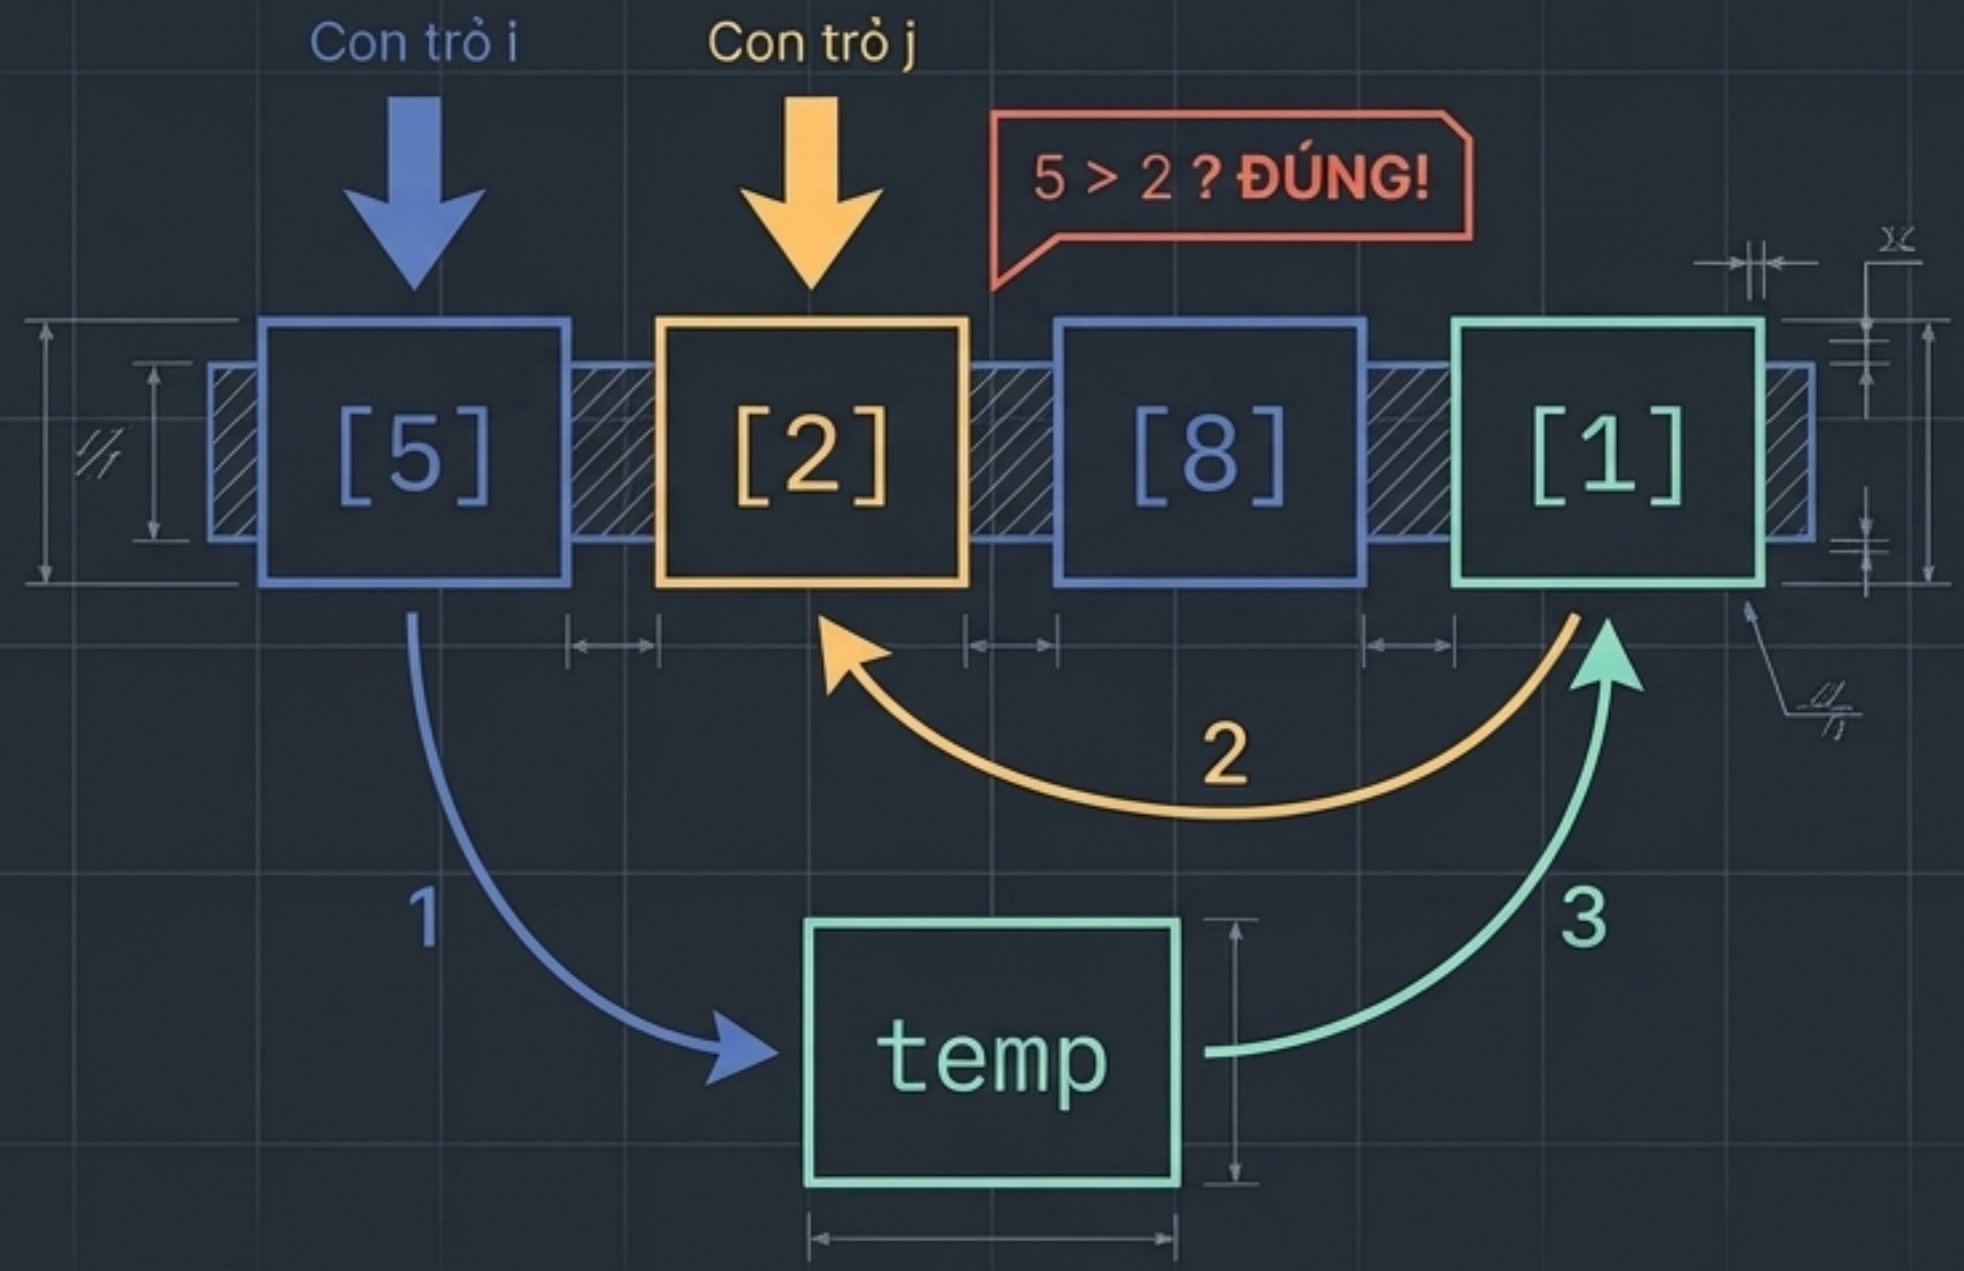 Con trỏ i
Con trỏ j
5 > 2 ? ĐÚNG!
[5]
[2]
[8]
[1]
2
1
3
temp